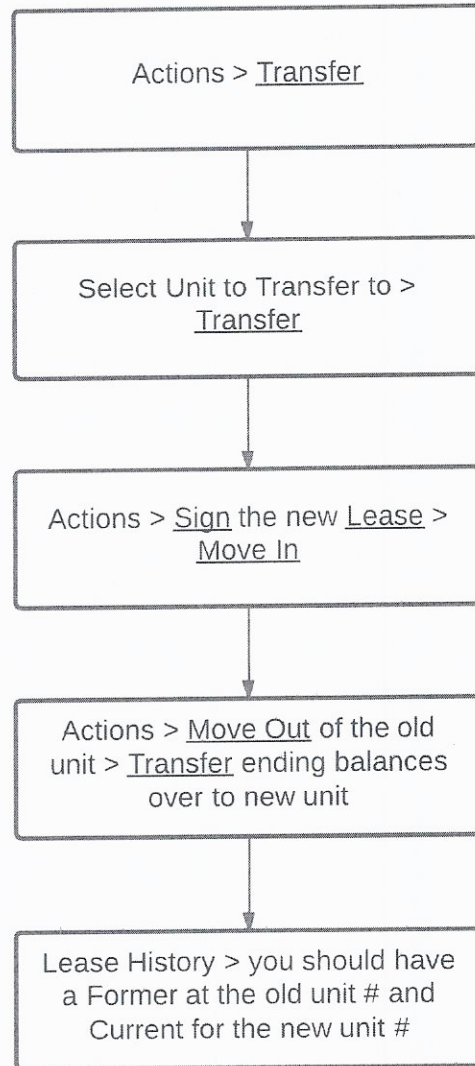 Actions > Transfer
Select Unit to Transfer to >
Transfer
Actions > Sign the new Lease >
Move In
Actions > Move Out of the old
unit > Transfer ending balances
over to new unit
Lease History > you should have
a Former at the old unit # and
Current for the new unit #